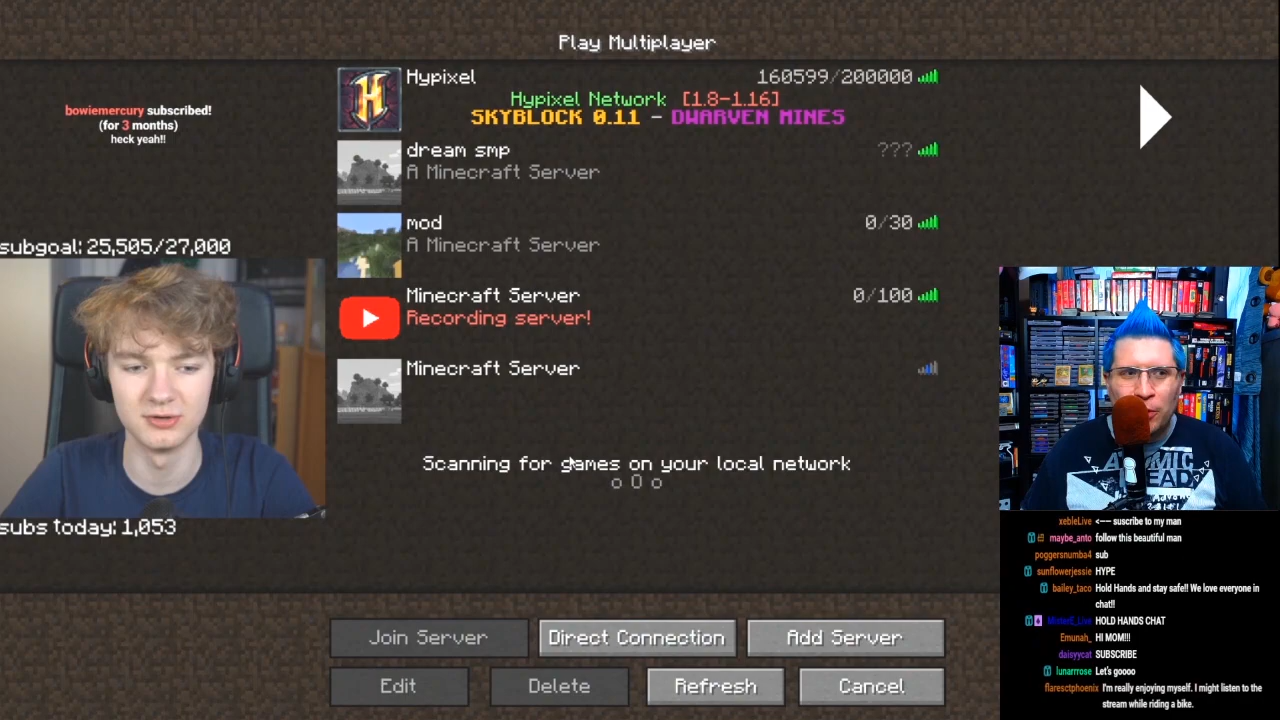 Play Multiplayer
Hypixel
160599/200000
Hypixel Network [1.8-1.16]
SKYBLOCK 0.11 - DWARVEN MINES
dream smp
???
A Minecraft Server
mod
0/30
A Minecraft Server
Minecraft Server
0/100
Recording server!
Minecraft Server
Scanning for games on your local network
o O o
Join Server
Direct Connection
Add Server
Edit
Delete
Refresh
Cancel
bowiemercury subscribed!
(for 3 months)
heck yeah!!
subgoal: 25,505/27,000
subs today: 1,053
xebleLive <-- suscribe to my man
maybe_anto follow this beautiful man
poggersnumba4 sub
sunflowerjessie HYPE
bailey_taco Hold Hands and stay safe!! We love everyone in
chat!!
HOLD HANDS CHAT
Emunah_ HI MOM!!!
daisyycat SUBSCRIBE
lunarrrose Let's goooo
flaresctphoenix I'm really enjoying myself. I might listen to the
stream while riding a bike.